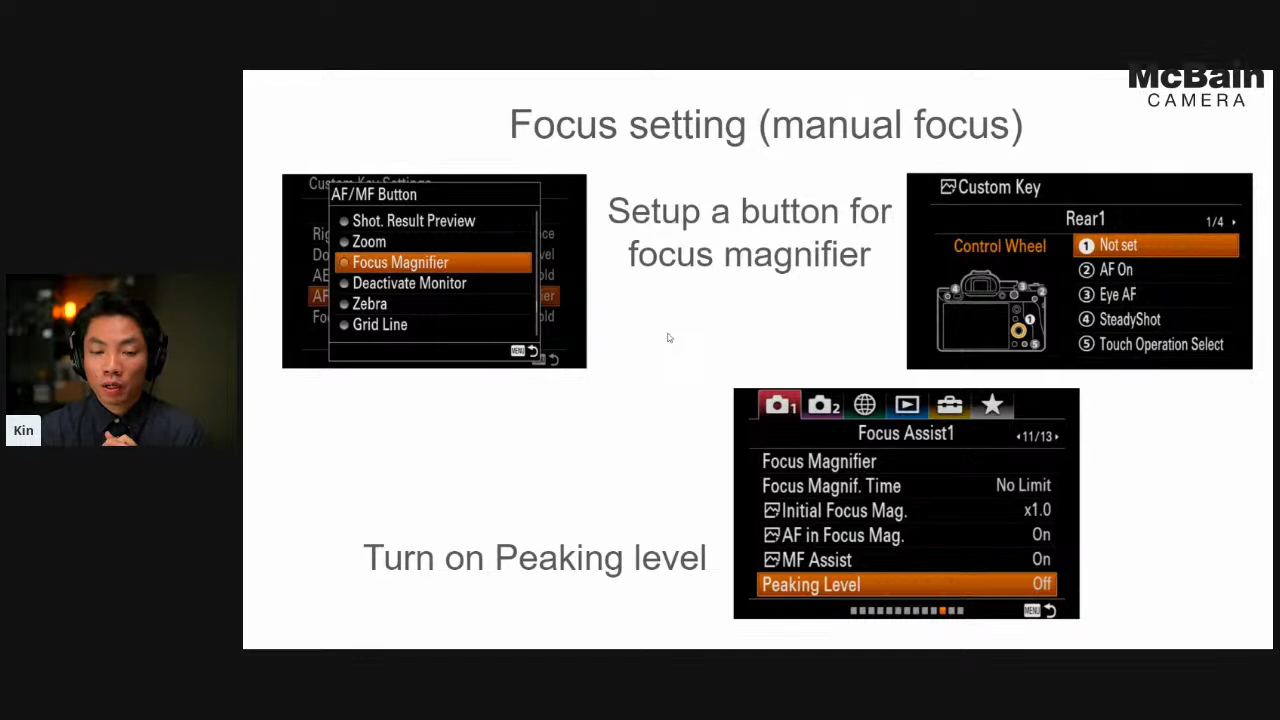 McBain
CAMERA
Focus setting (manual focus)
AF/MF Button
Shot. Result Preview
Zoom
Focus Magnifier
Deactivate Monitor
Zebra
Grid Line
MENU
Setup a button for
focus magnifier
Custom Key
Rear1 1/4
Control Wheel
1 Not set
2 AF On
3 Eye AF
4 SteadyShot
5 Touch Operation Select
Kin
Turn on Peaking level
1 2
Focus Assist1 11/13
Focus Magnifier
Focus Magnif. Time No Limit
Initial Focus Mag. x1.0
AF in Focus Mag. On
MF Assist On
Peaking Level Off
MENU